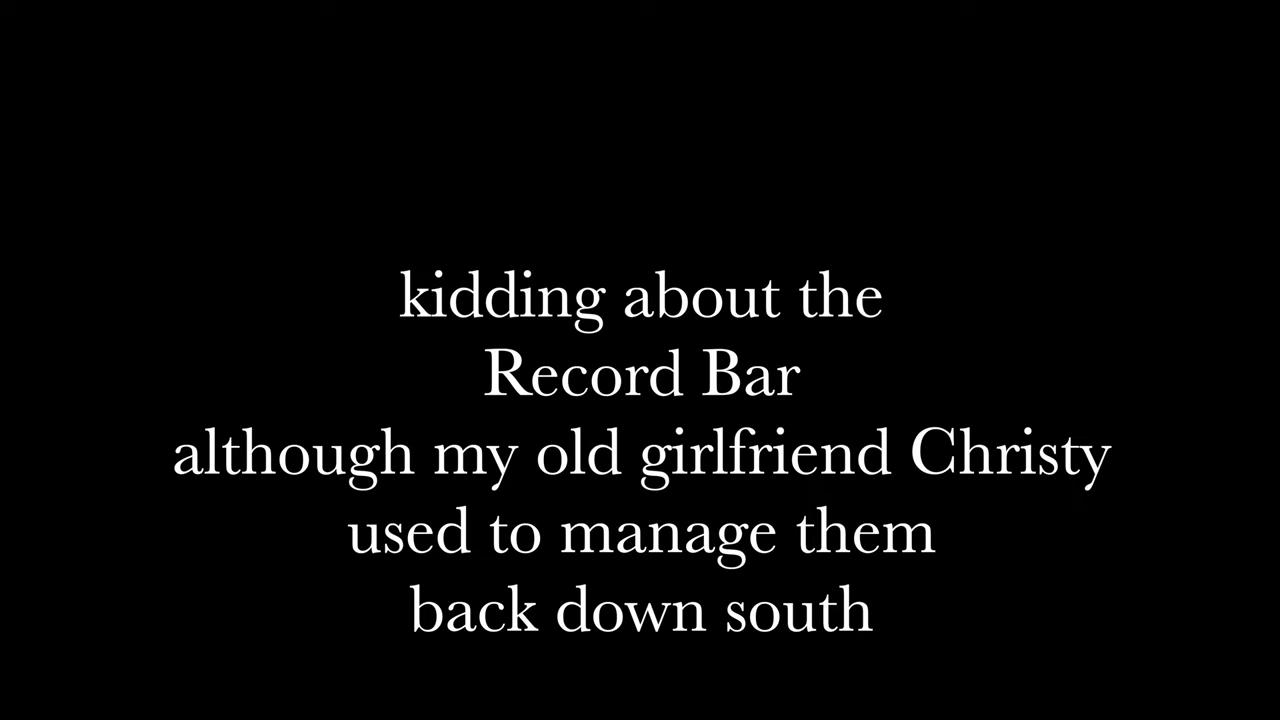 kidding about the
Record Bar
although my old girlfriend Christy
used to manage them
back down south